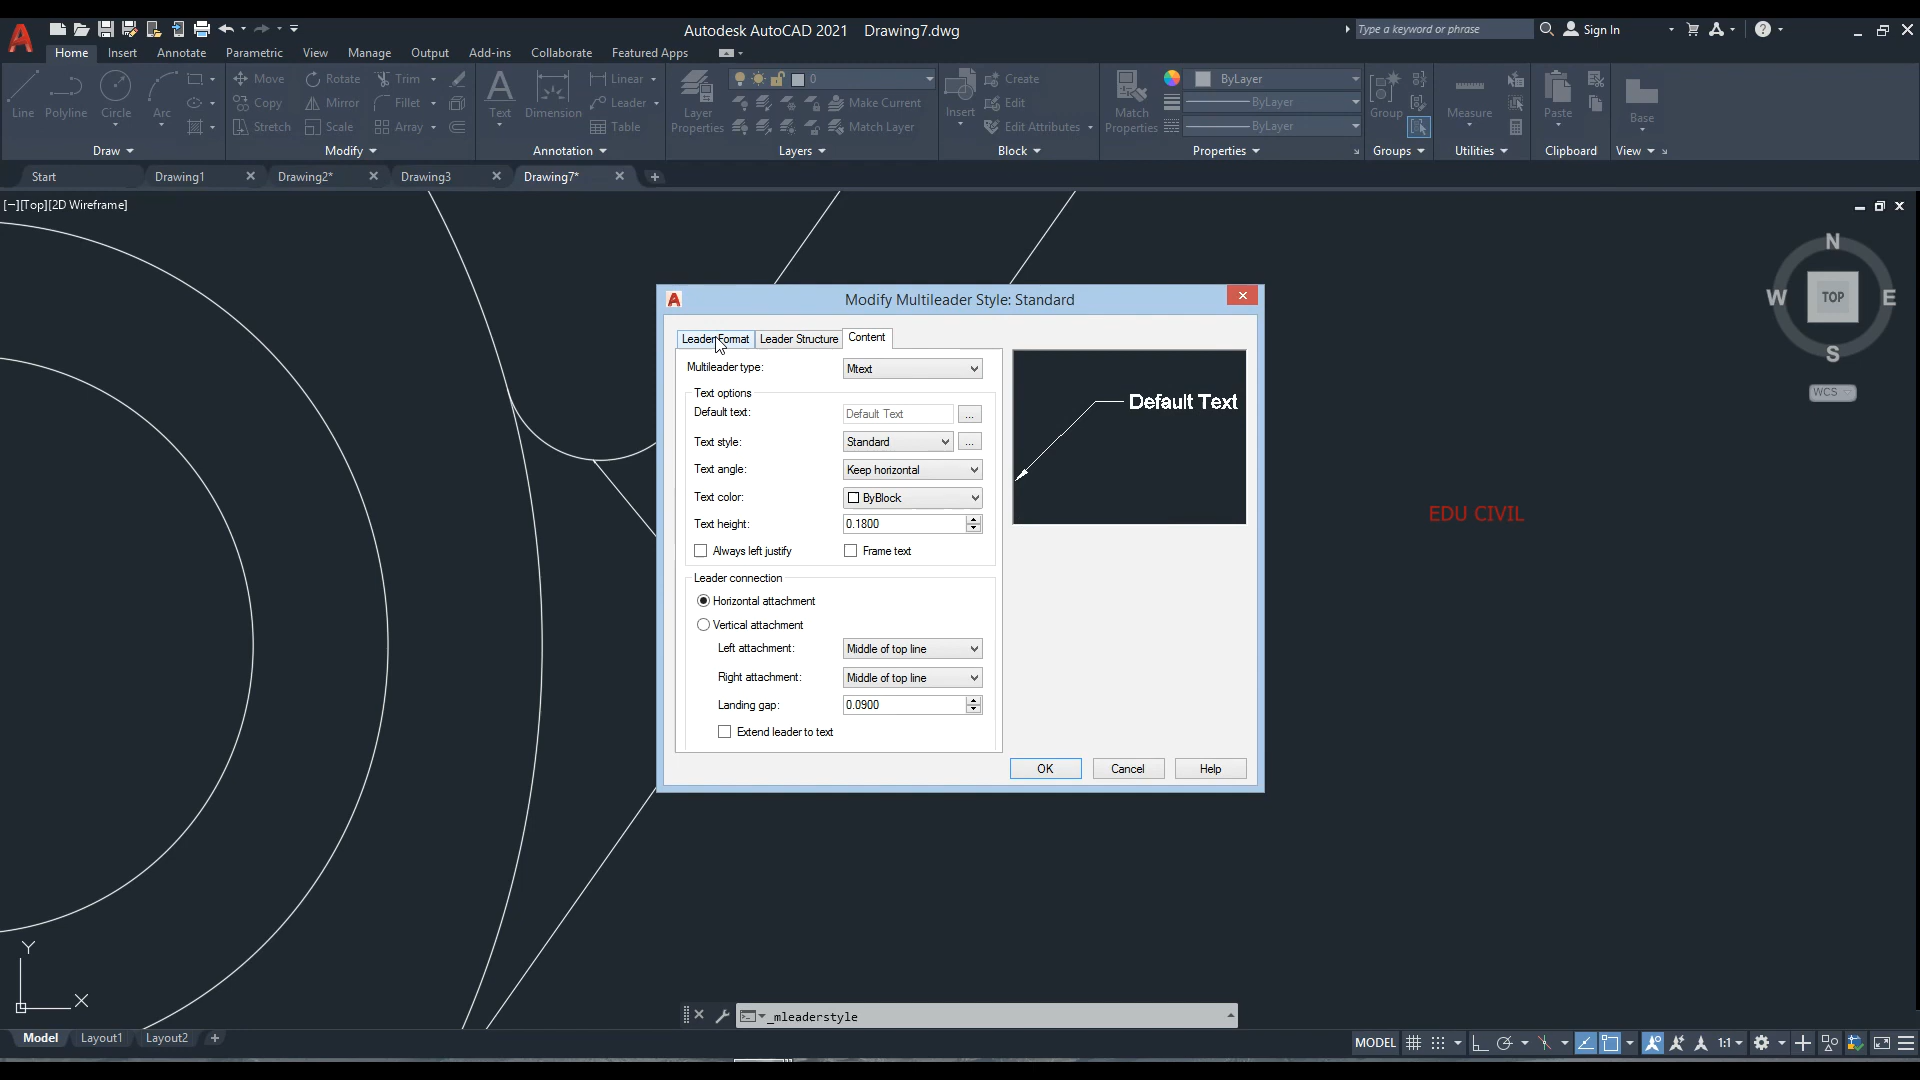 Autodesk AutoCAD 2021 Drawing7.dwg
Type a keyword or phrase
Sign In
Home Insert Annotate Parametric View Manage Output Add-ins Collaborate Featured Apps
Line Polyline Circle Arc
Move Rotate Trim
Copy Mirror Fillet
Stretch Scale Array
Text Dimension
Linear
Leader
Table
Layer Properties
0
Make Current
Match Layer
Insert
Create
Edit
Edit Attributes
Match Properties
ByLayer
ByLayer
ByLayer
Group
Measure
Paste
Base
Draw Modify Annotation Layers Block Properties Groups Utilities Clipboard View
Start Drawing1 Drawing2* Drawing3 Drawing7*
[−][Top][2D Wireframe]
N
W TOP E
S
WCS
Modify Multileader Style: Standard
Leader Format Leader Structure Content
Multileader type: Mtext
Text options
Default text: Default Text ...
Text style: Standard ...
Text angle: Keep horizontal
Text color: ByBlock
Text height: 0.1800
Always left justify Frame text
Leader connection
Horizontal attachment
Vertical attachment
Left attachment: Middle of top line
Right attachment: Middle of top line
Landing gap: 0.0900
Extend leader to text
Default Text
OK Cancel Help
EDU CIVIL
Y
X
_mleaderstyle
Model Layout1 Layout2
MODEL 1:1